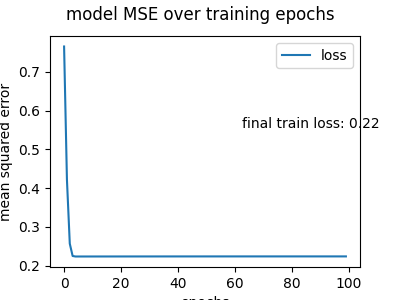 model MSE over training epochs
loss
0.7
0.6
0.5
0.4
0.3
0.2
mean squared error
final train loss: 0.22
0 20 40 60 80 100
epochs